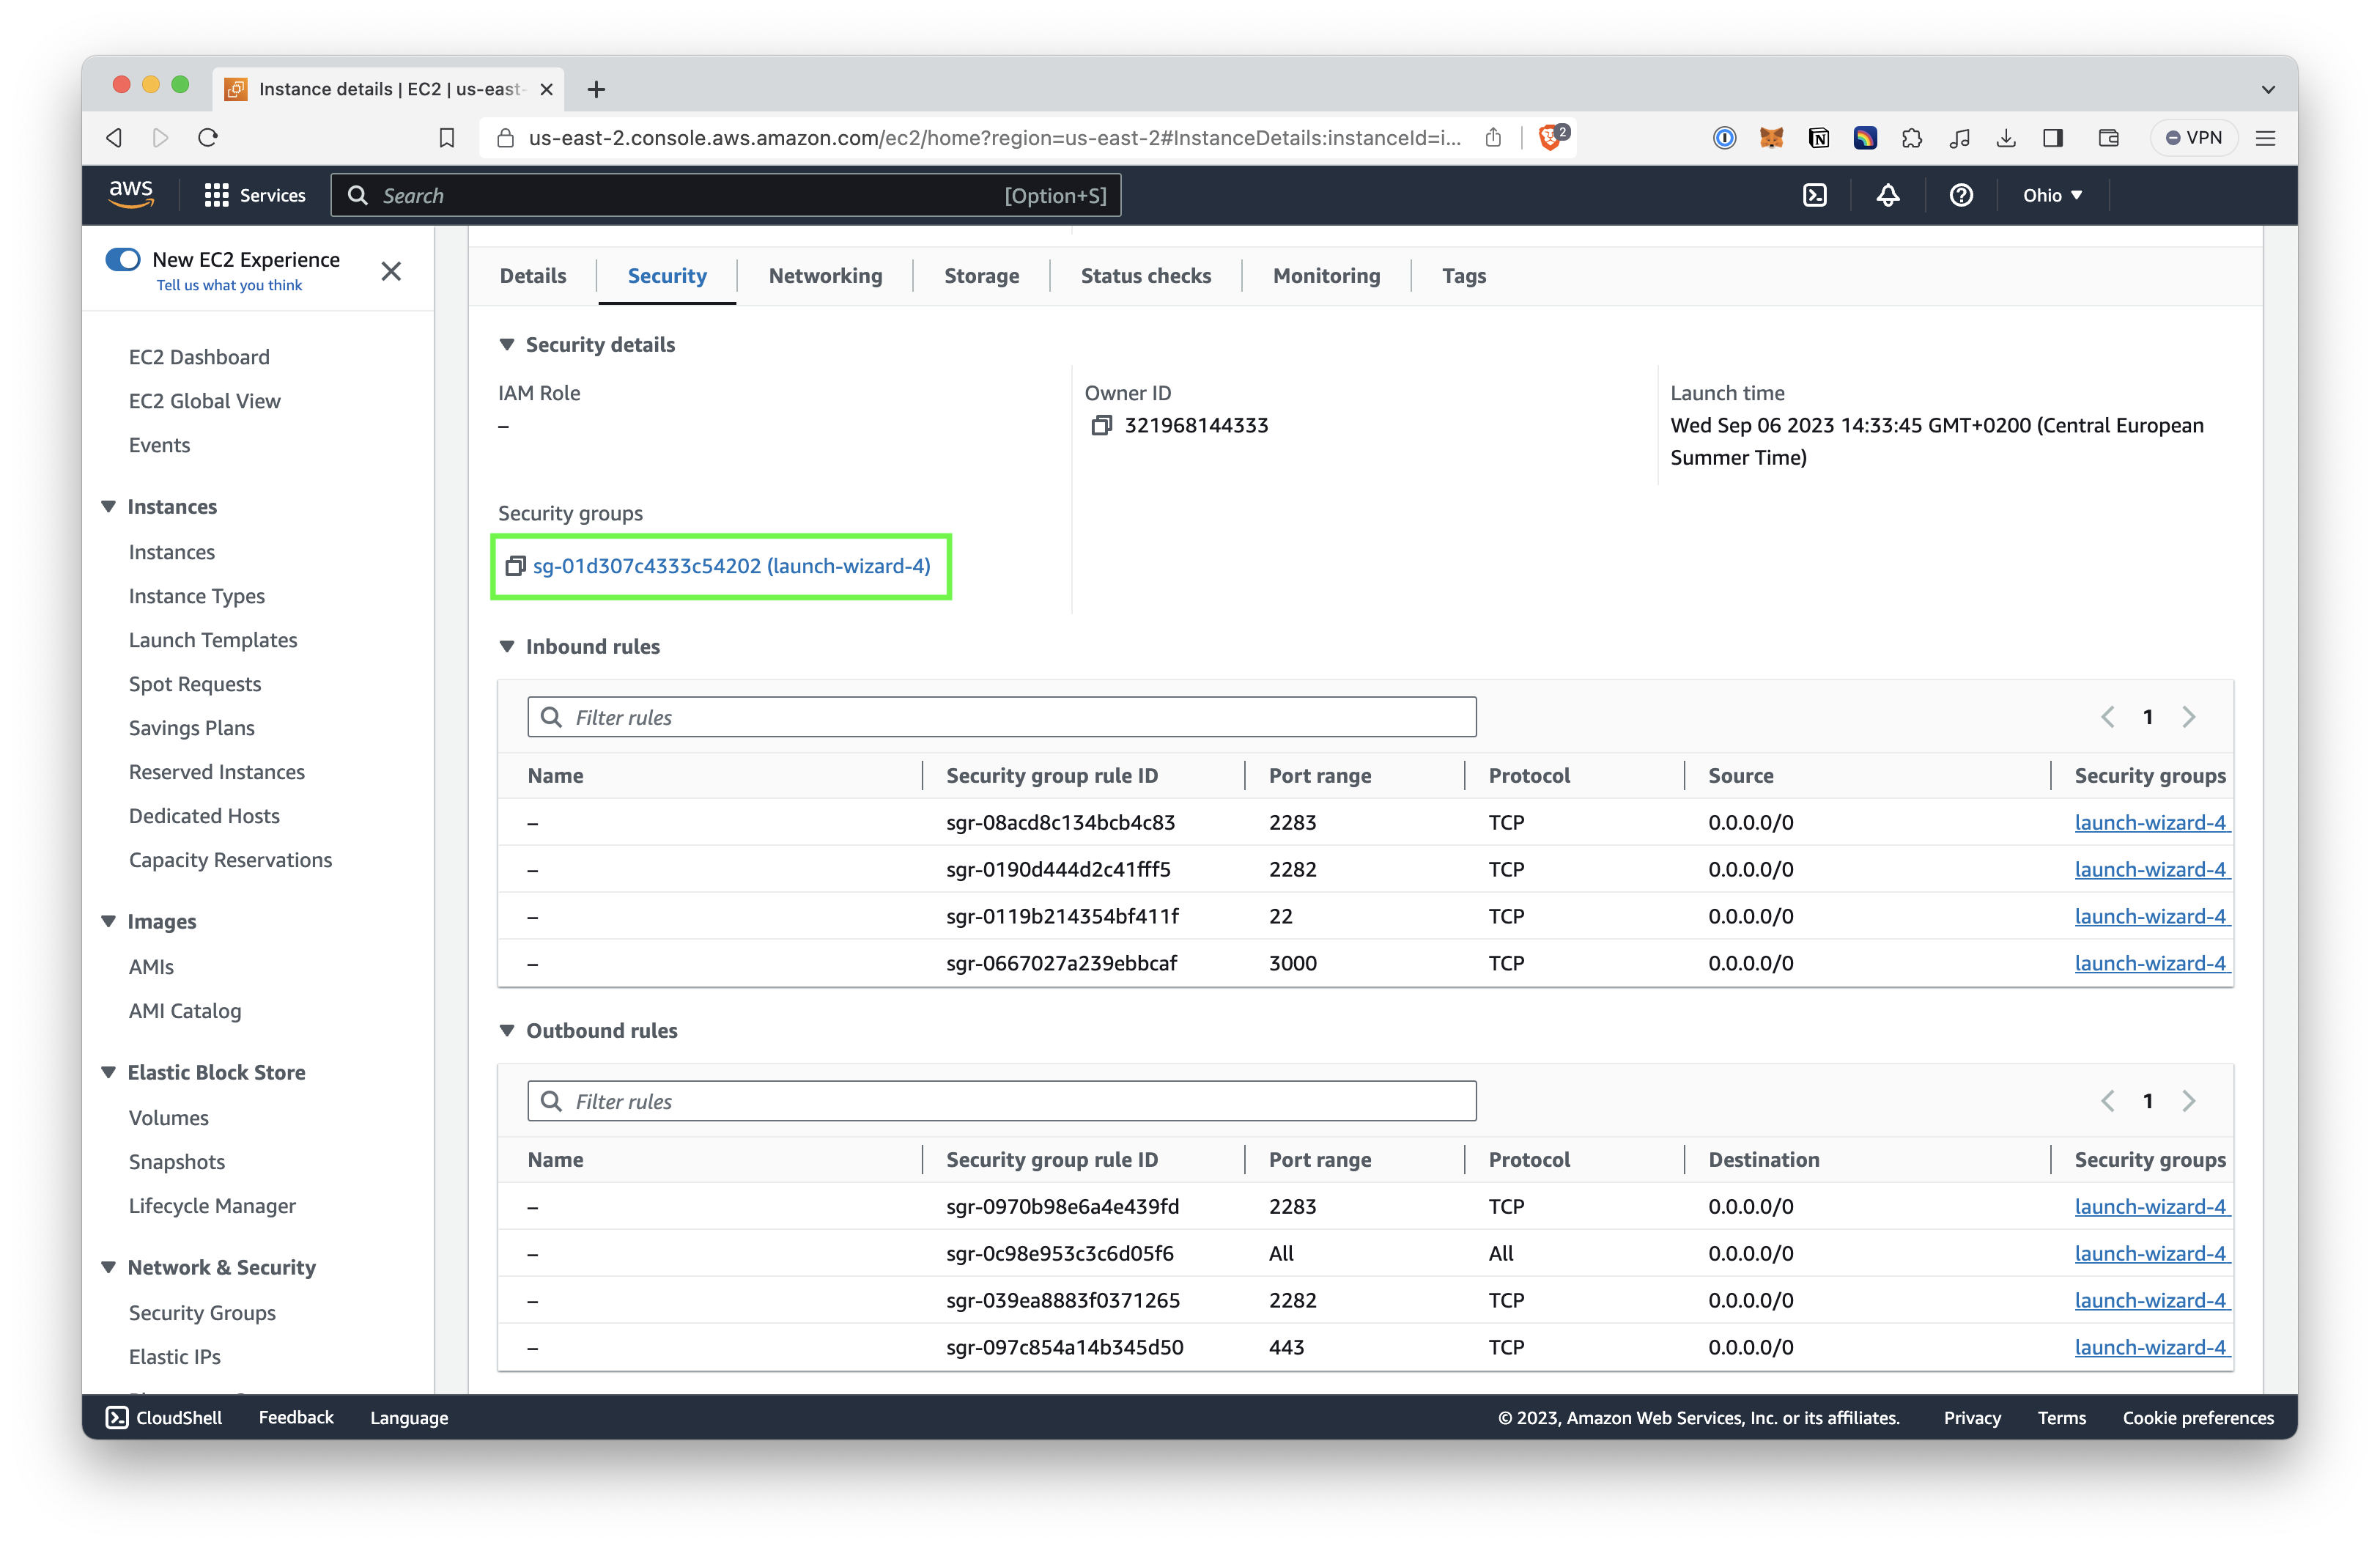 Instance details | EC2 | us-east-
us-east-2.console.aws.amazon.com/ec2/home?region=us-east-2#InstanceDetails:instanceId=i...
2
VPN
aws
Services
Search
[Option+S]
Ohio
New EC2 Experience
Tell us what you think
EC2 Dashboard
EC2 Global View
Events
Instances
Instances
Instance Types
Launch Templates
Spot Requests
Savings Plans
Reserved Instances
Dedicated Hosts
Capacity Reservations
Images
AMIs
AMI Catalog
Elastic Block Store
Volumes
Snapshots
Lifecycle Manager
Network & Security
Security Groups
Elastic IPs
Details Security Networking Storage Status checks Monitoring Tags
Security details
IAM Role
–
Owner ID
321968144333
Launch time
Wed Sep 06 2023 14:33:45 GMT+0200 (Central European
Summer Time)
Security groups
sg-01d307c4333c54202 (launch-wizard-4)
Inbound rules
Filter rules
1
Name Security group rule ID Port range Protocol Source Security groups
– sgr-08acd8c134bcb4c83 2283 TCP 0.0.0.0/0 launch-wizard-4
– sgr-0190d444d2c41fff5 2282 TCP 0.0.0.0/0 launch-wizard-4
– sgr-0119b214354bf411f 22 TCP 0.0.0.0/0 launch-wizard-4
– sgr-0667027a239ebbcaf 3000 TCP 0.0.0.0/0 launch-wizard-4
Outbound rules
Filter rules
1
Name Security group rule ID Port range Protocol Destination Security groups
– sgr-0970b98e6a4e439fd 2283 TCP 0.0.0.0/0 launch-wizard-4
– sgr-0c98e953c3c6d05f6 All All 0.0.0.0/0 launch-wizard-4
– sgr-039ea8883f0371265 2282 TCP 0.0.0.0/0 launch-wizard-4
– sgr-097c854a14b345d50 443 TCP 0.0.0.0/0 launch-wizard-4
CloudShell Feedback Language
© 2023, Amazon Web Services, Inc. or its affiliates. Privacy Terms Cookie preferences